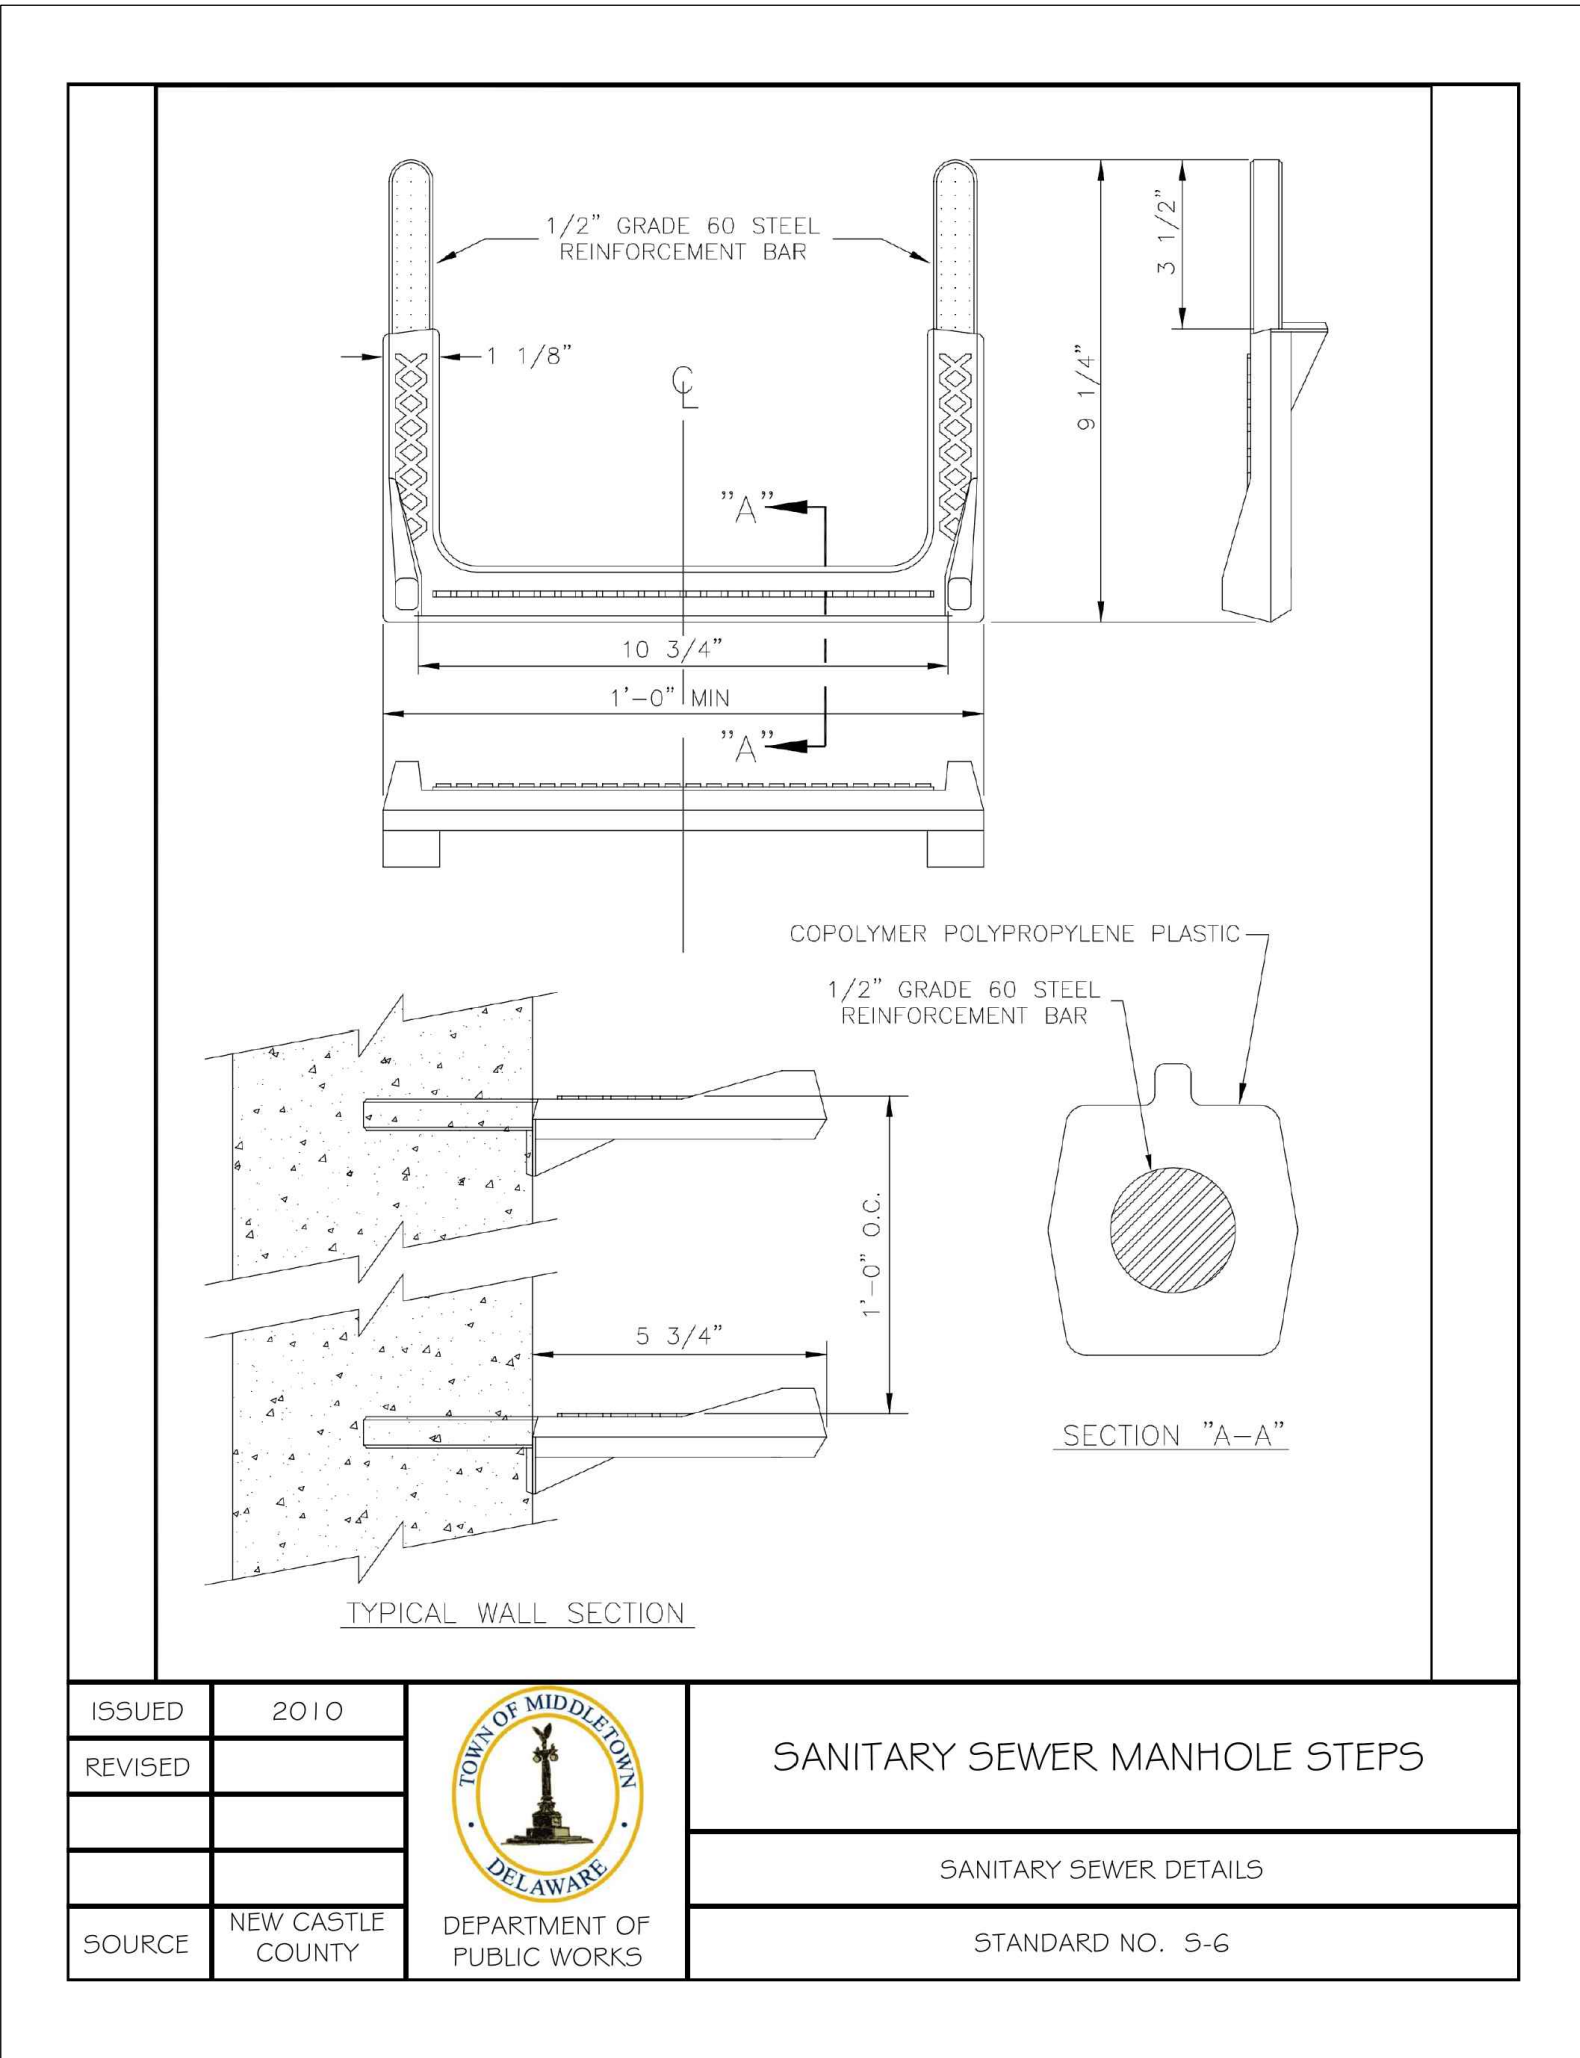 1/2" GRADE 60 STEEL
REINFORCEMENT BAR
3 1/2"
1 1/8"
9 1/4"
℄
"A"
10 3/4"
1'-0" MIN
"A"
COPOLYMER POLYPROPYLENE PLASTIC
1/2" GRADE 60 STEEL
REINFORCEMENT BAR
1'-0" O.C.
5 3/4"
SECTION "A-A"
TYPICAL WALL SECTION
ISSUED
2010
REVISED
SOURCE
NEW CASTLE
COUNTY
TOWN OF MIDDLETOWN
DELAWARE
DEPARTMENT OF
PUBLIC WORKS
SANITARY SEWER MANHOLE STEPS
SANITARY SEWER DETAILS
STANDARD NO. S-6